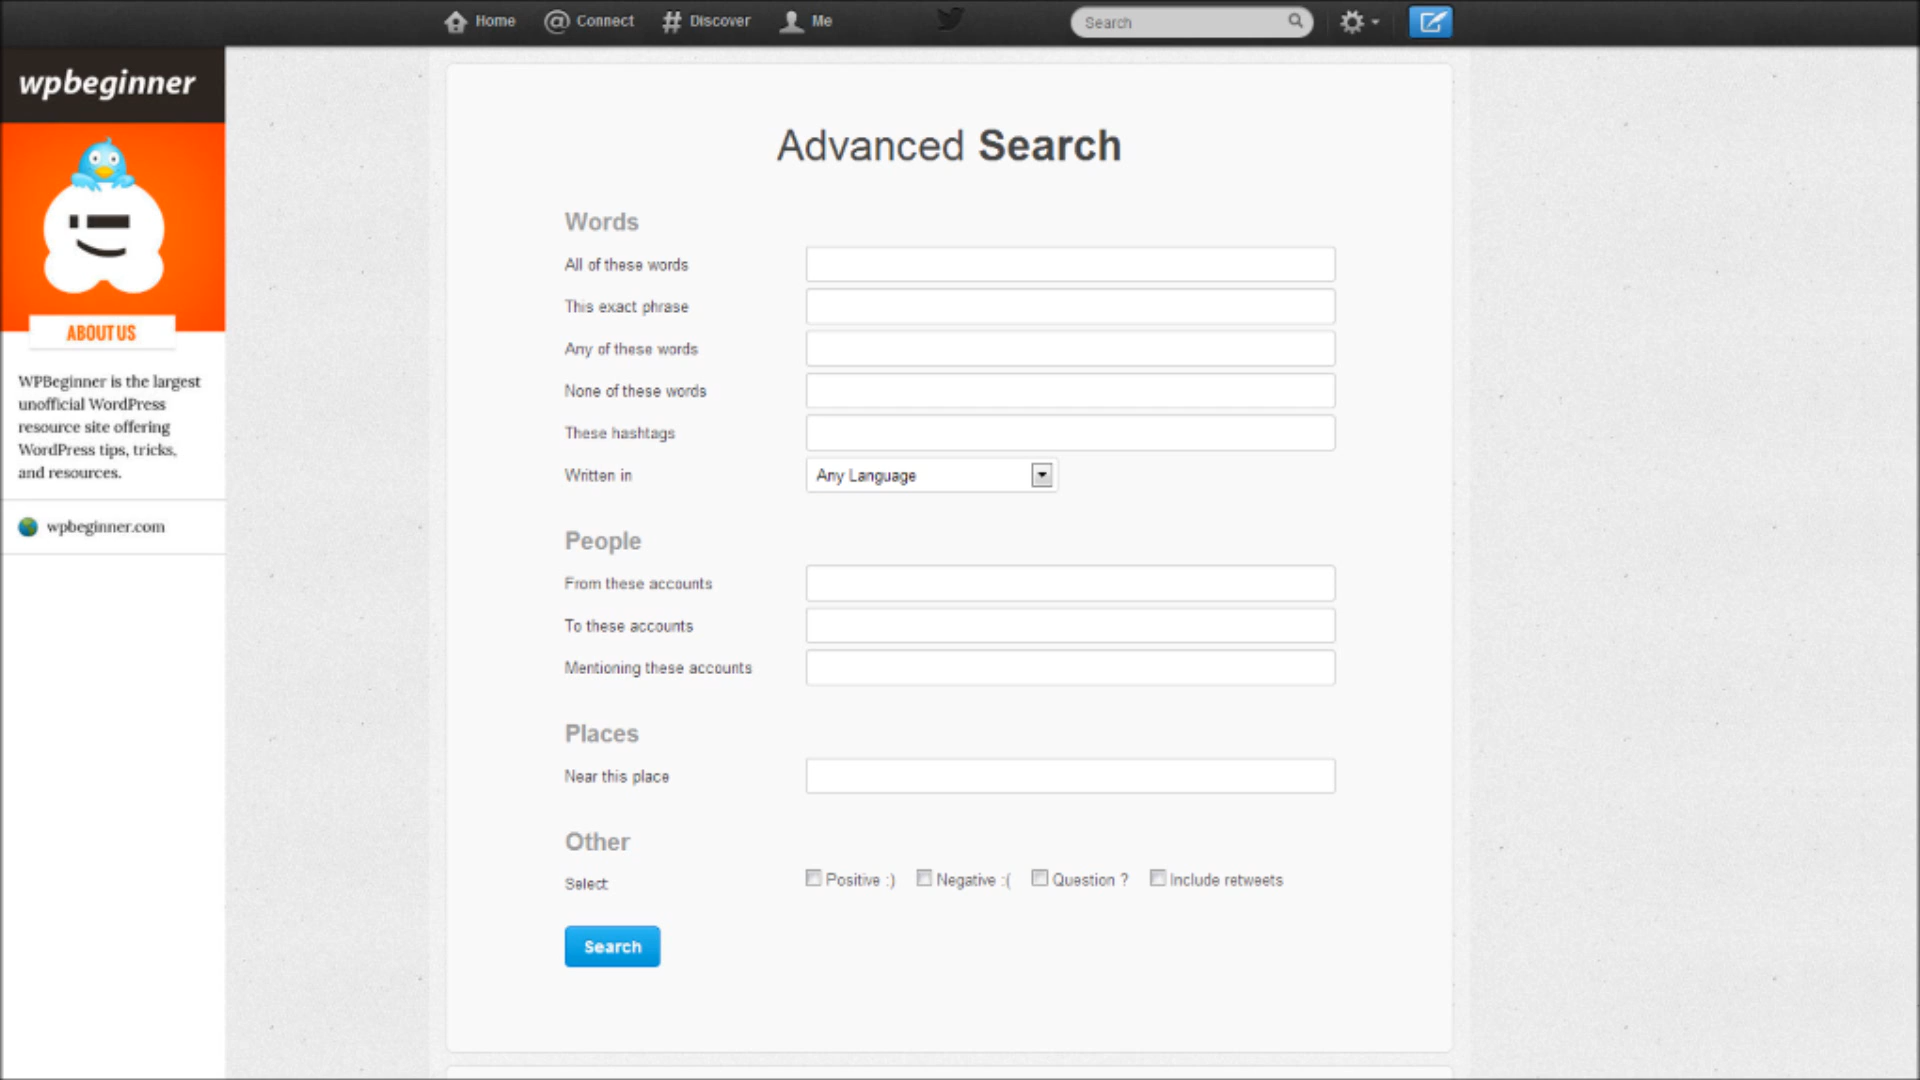 Home
Connect
Discover
Me
Search
wpbeginner
ABOUT US
WPBeginner is the largest
unofficial WordPress
resource site offering
WordPress tips, tricks,
and resources.
wpbeginner.com
Advanced Search
Words
All of these words
This exact phrase
Any of these words
None of these words
These hashtags
Written in
Any Language
People
From these accounts
To these accounts
Mentioning these accounts
Places
Near this place
Other
Select
Positive :)
Negative :(
Question ?
Include retweets
Search